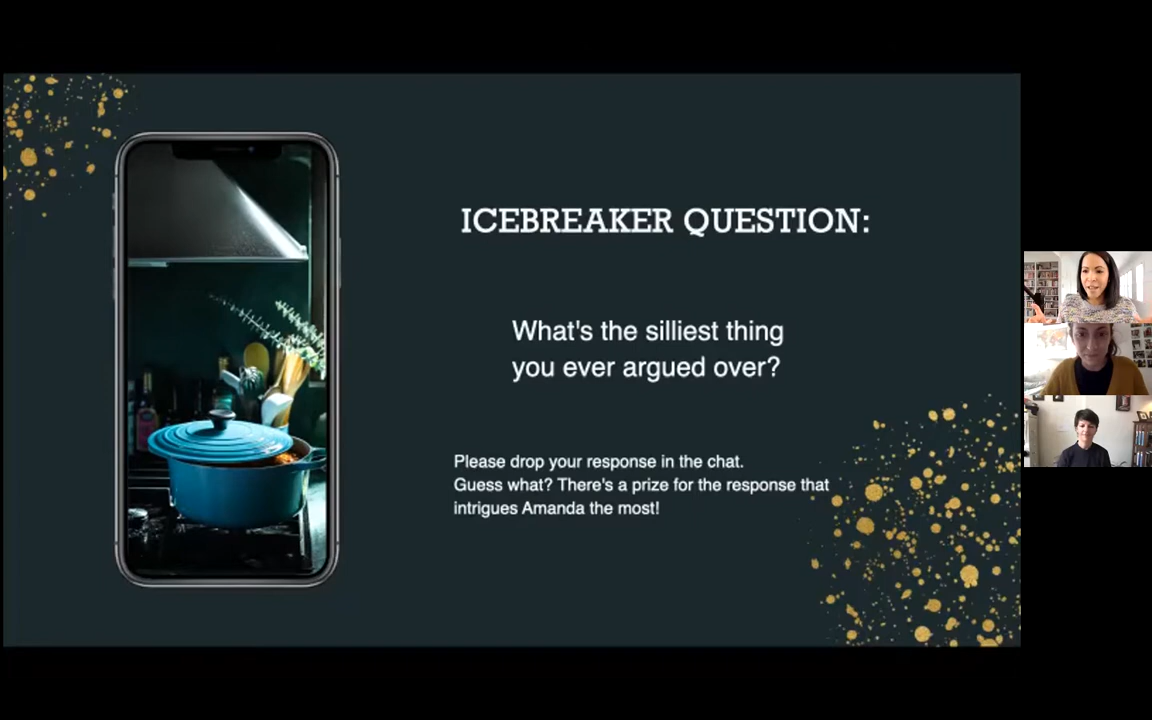 ICEBREAKER QUESTION:
What's the silliest thing
you ever argued over?
Please drop your response in the chat.
Guess what? There's a prize for the response that
intrigues Amanda the most!